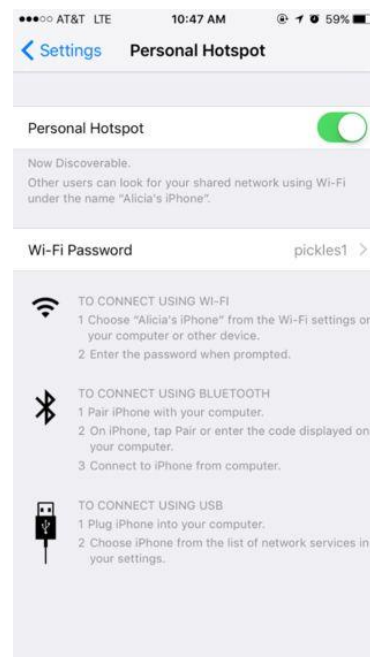 AT&T LTE 10:47 AM 59%
Settings Personal Hotspot
Personal Hotspot
Now Discoverable.
Other users can look for your shared network using Wi-Fi
under the name "Alicia's iPhone".
Wi-Fi Password pickles1
TO CONNECT USING WI-FI
1 Choose "Alicia's iPhone" from the Wi-Fi settings on
your computer or other device.
2 Enter the password when prompted.
TO CONNECT USING BLUETOOTH
1 Pair iPhone with your computer.
2 On iPhone, tap Pair or enter the code displayed on
your computer.
3 Connect to iPhone from computer.
TO CONNECT USING USB
1 Plug iPhone into your computer.
2 Choose iPhone from the list of network services in
your settings.